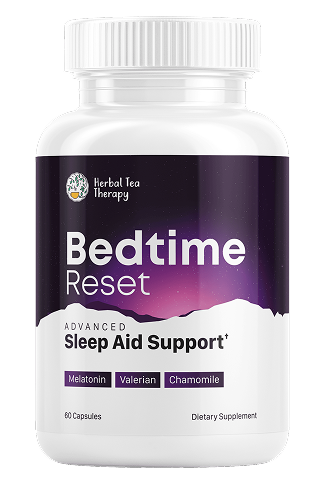 Herbal Tea
Therapy
Bedtime
Reset
ADVANCED
Sleep Aid Support†
Melatonin Valerian Chamomile
60 Capsules Dietary Supplement